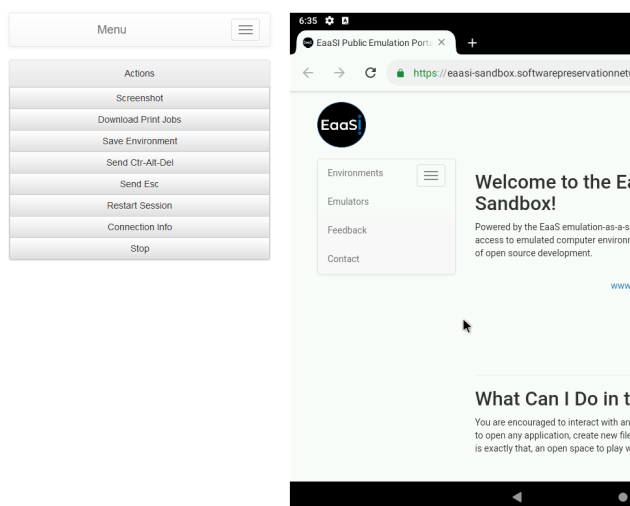 Menu
Actions
Screenshot
Download Print Jobs
Save Environment
Send Ctr-Alt-Del
Send Esc
Restart Session
Connection Info
Stop
6:35
EaaSI Public Emulation Port
https://eaasi-sandbox.softwarepreservationnet
EaaSI
Environments
Emulators
Feedback
Contact
Welcome to the Ea
Sandbox!
Powered by the EaaS emulation-as-a-s
access to emulated computer environ
of open source development.
www
What Can I Do in t
You are encouraged to interact with an
to open any application, create new file
is exactly that, an open space to play w